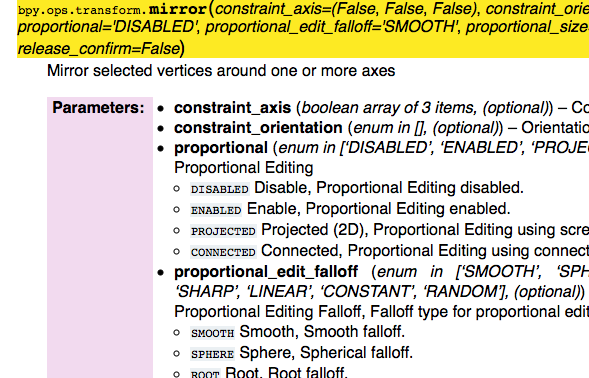 bpy.ops.transform.mirror(constraint_axis=(False, False, False), constraint_orie
proportional='DISABLED', proportional_edit_falloff='SMOOTH', proportional_size
release_confirm=False)
Mirror selected vertices around one or more axes
Parameters: • constraint_axis (boolean array of 3 items, (optional)) – Co
• constraint_orientation (enum in [], (optional)) – Orientatio
• proportional (enum in [‘DISABLED’, ‘ENABLED’, ‘PROJE
Proportional Editing
◦ DISABLED Disable, Proportional Editing disabled.
◦ ENABLED Enable, Proportional Editing enabled.
◦ PROJECTED Projected (2D), Proportional Editing using scre
◦ CONNECTED Connected, Proportional Editing using connect
• proportional_edit_falloff (enum in [‘SMOOTH’, ‘SPH
‘SHARP’, ‘LINEAR’, ‘CONSTANT’, ‘RANDOM’], (optional))
Proportional Editing Falloff, Falloff type for proportional edit
◦ SMOOTH Smooth, Smooth falloff.
◦ SPHERE Sphere, Spherical falloff.
◦ ROOT Root, Root falloff.